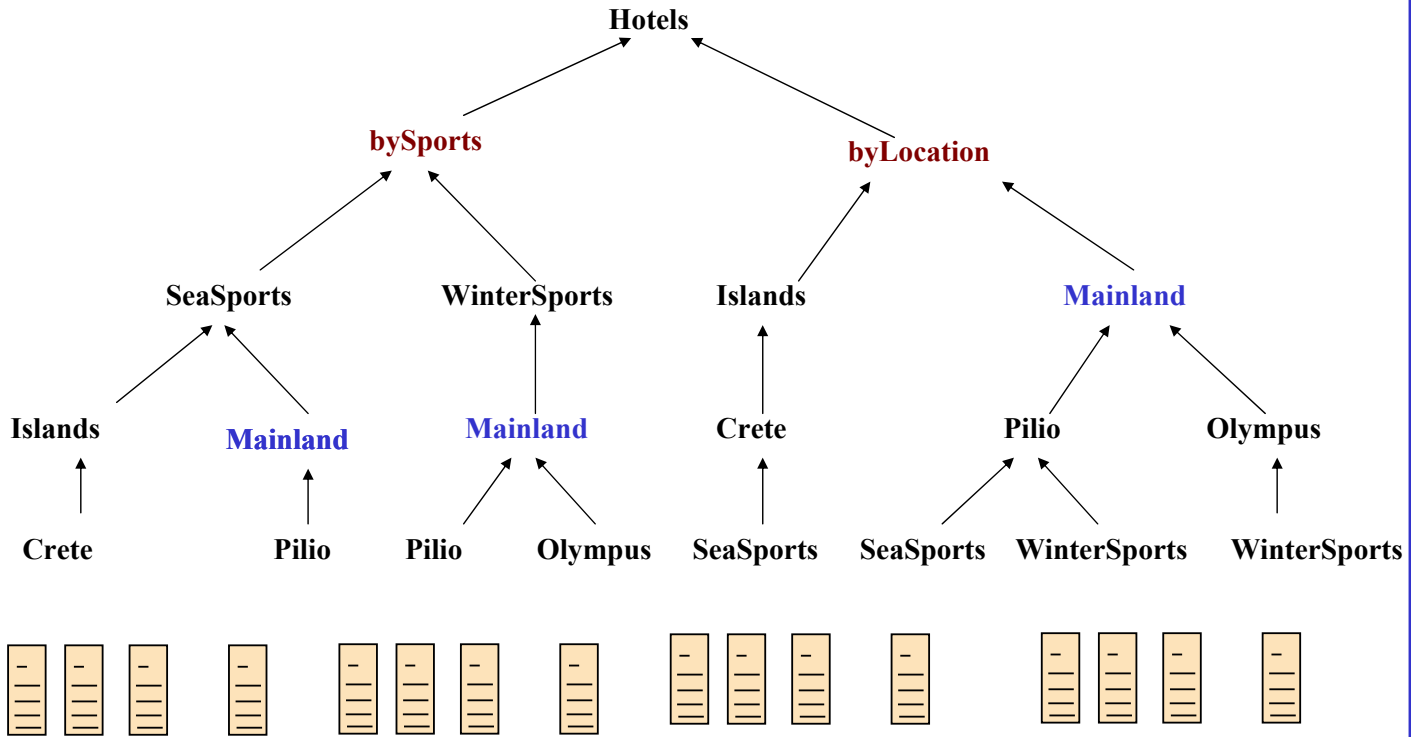 Hotels
bySports
byLocation
SeaSports
WinterSports
Islands
Mainland
Islands
Mainland
Mainland
Crete
Pilio
Olympus
Crete
Pilio
Pilio
Olympus
SeaSports
SeaSports
WinterSports
WinterSports